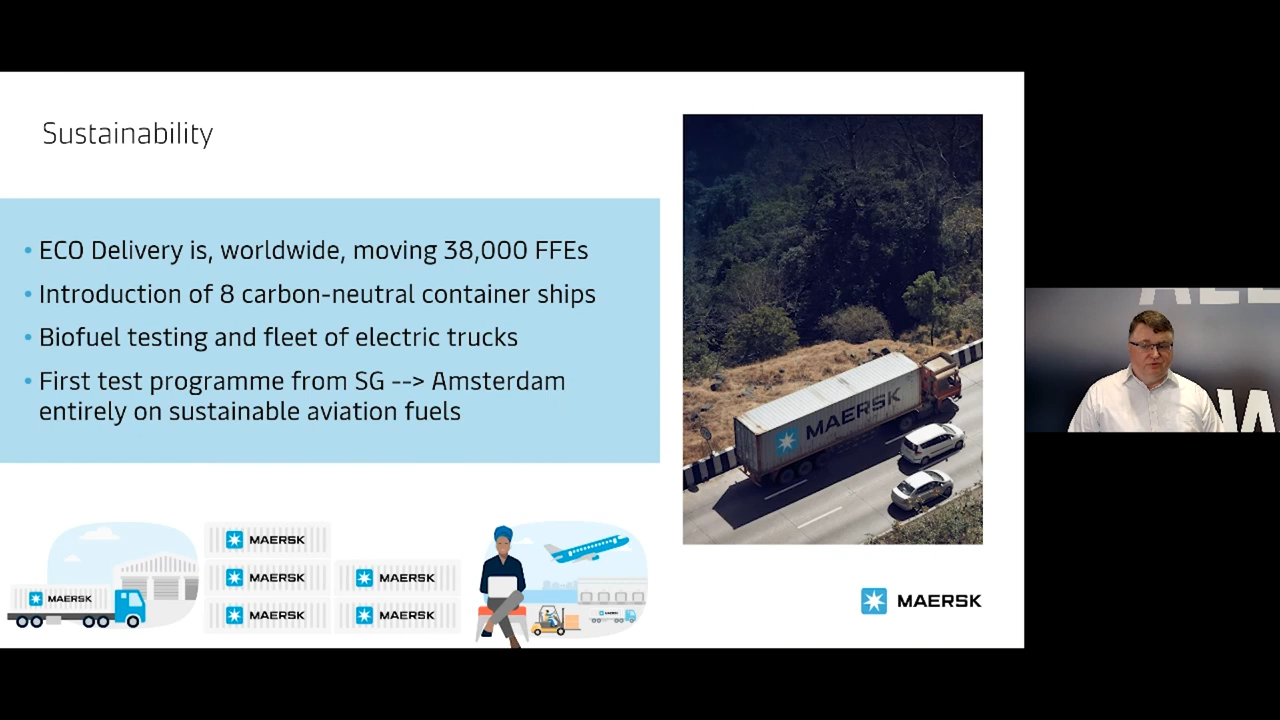 Sustainability
• ECO Delivery is, worldwide, moving 38,000 FFEs
• Introduction of 8 carbon-neutral container ships
• Biofuel testing and fleet of electric trucks
• First test programme from SG --> Amsterdam
entirely on sustainable aviation fuels
MAERSK
MAERSK
MAERSK
MAERSK
MAERSK
MAERSK
MAERSK
MAERSK